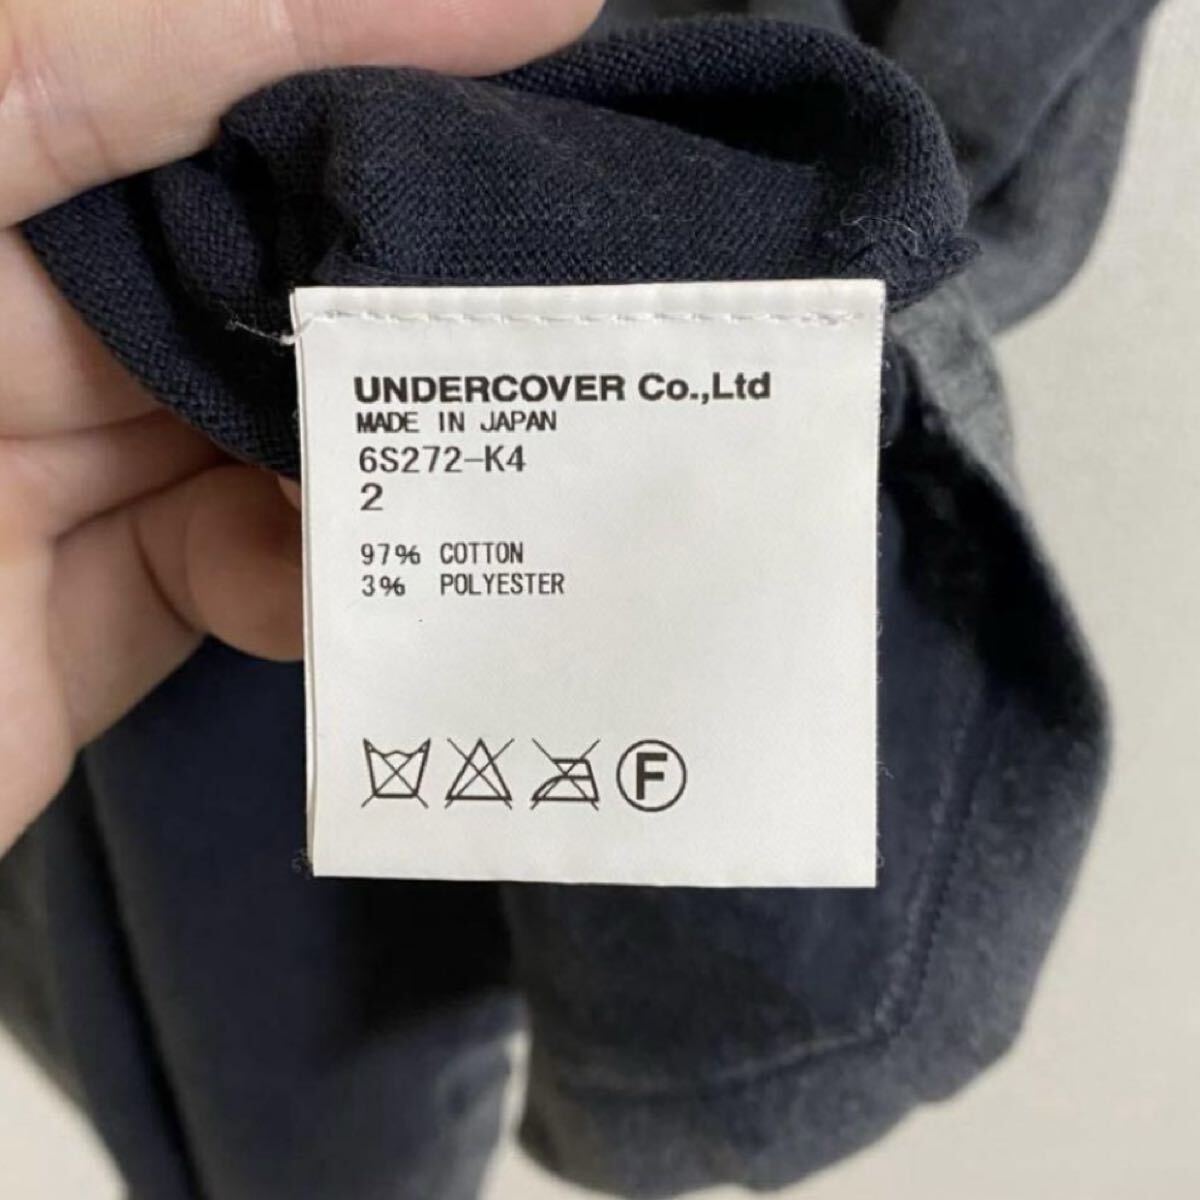 UNDERCOVER Co.,Ltd
MADE IN JAPAN
6S272-K4
2
97% COTTON
3% POLYESTER
F